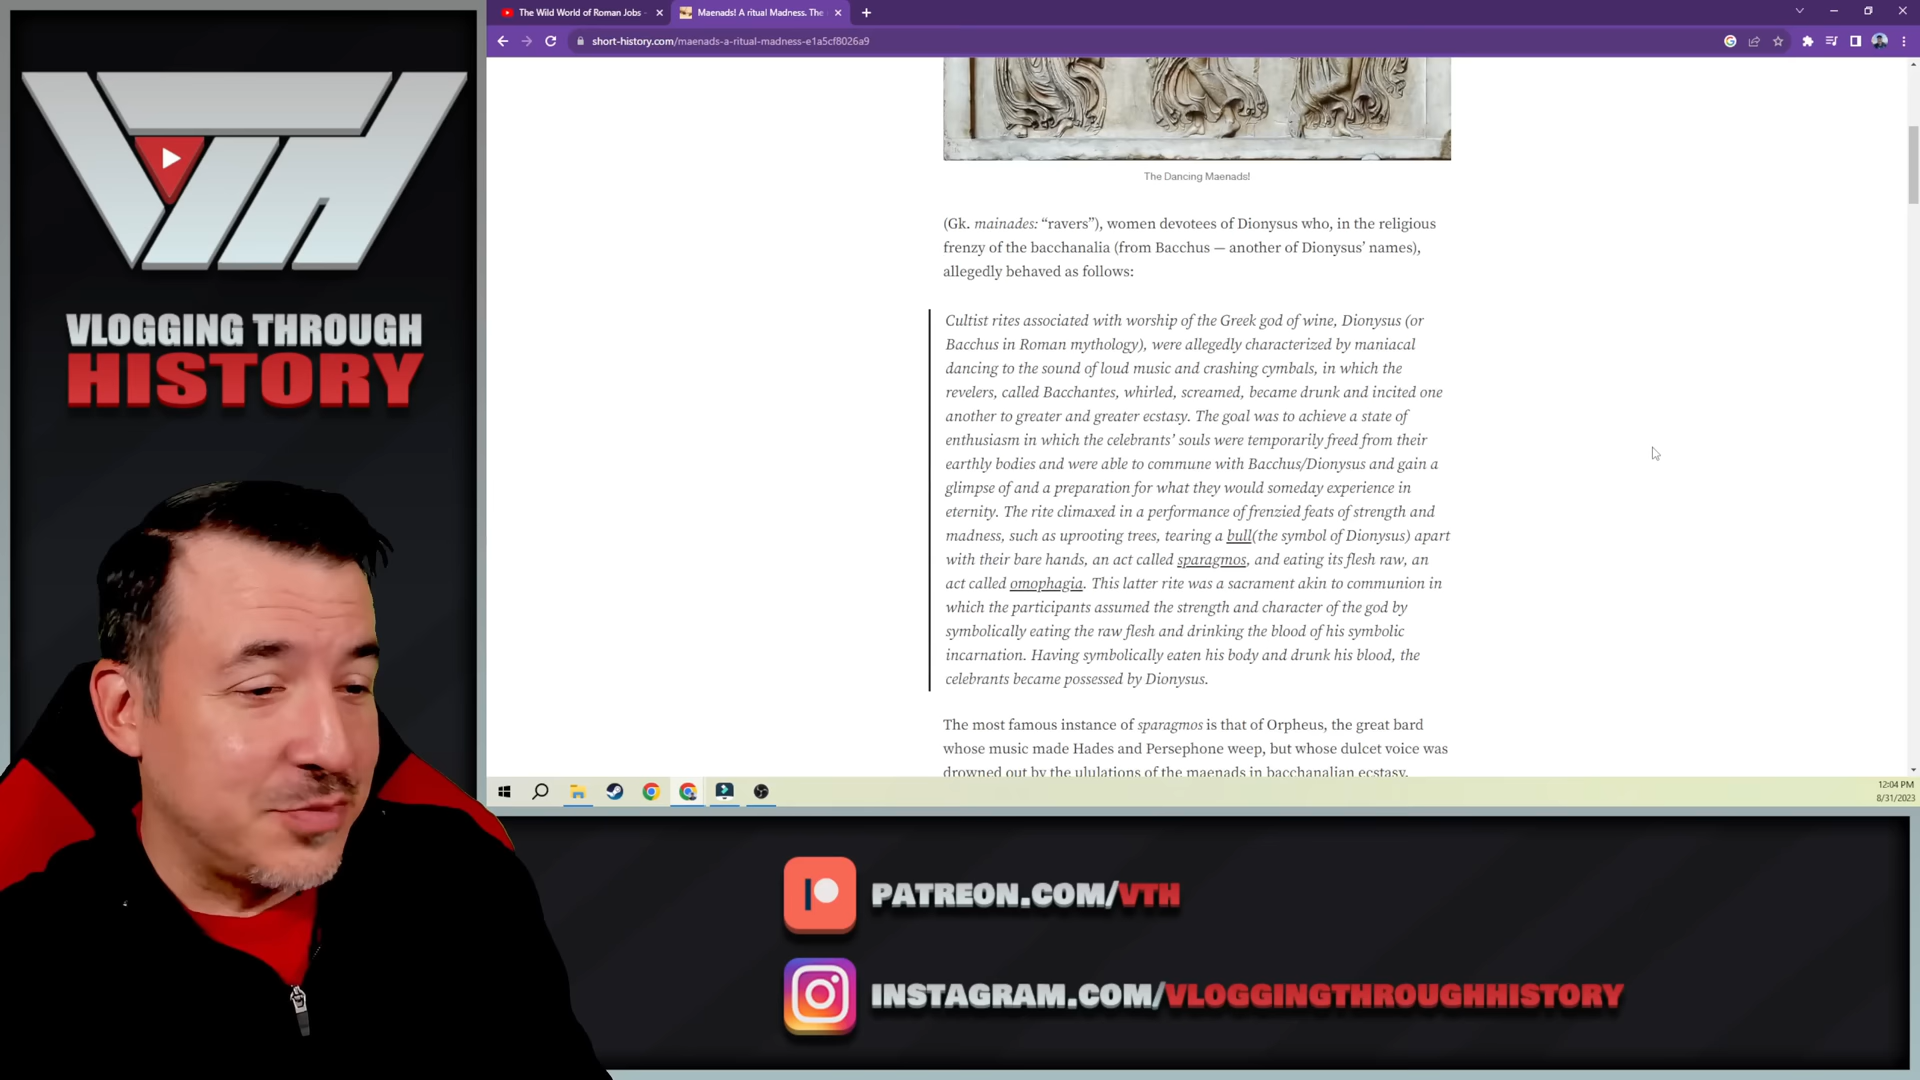 The Wild World of Roman Jobs -
Maenads! A ritual Madness. The
short-history.com/maenads-a-ritual-madness-e1a5cf8026a9
VTH
VLOGGING THROUGH
HISTORY
The Dancing Maenads!
(Gk. mainades: “ravers”), women devotees of Dionysus who, in the religious
frenzy of the bacchanalia (from Bacchus — another of Dionysus’ names),
allegedly behaved as follows:
Cultist rites associated with worship of the Greek god of wine, Dionysus (or
Bacchus in Roman mythology), were allegedly characterized by maniacal
dancing to the sound of loud music and crashing cymbals, in which the
revelers, called Bacchantes, whirled, screamed, became drunk and incited one
another to greater and greater ecstasy. The goal was to achieve a state of
enthusiasm in which the celebrants’ souls were temporarily freed from their
earthly bodies and were able to commune with Bacchus/Dionysus and gain a
glimpse of and a preparation for what they would someday experience in
eternity. The rite climaxed in a performance of frenzied feats of strength and
madness, such as uprooting trees, tearing a bull(the symbol of Dionysus) apart
with their bare hands, an act called sparagmos, and eating its flesh raw, an
act called omophagia. This latter rite was a sacrament akin to communion in
which the participants assumed the strength and character of the god by
symbolically eating the raw flesh and drinking the blood of his symbolic
incarnation. Having symbolically eaten his body and drunk his blood, the
celebrants became possessed by Dionysus.
The most famous instance of sparagmos is that of Orpheus, the great bard
whose music made Hades and Persephone weep, but whose dulcet voice was
drowned out by the ululations of the maenads in bacchanalian ecstasy.
12:04 PM
8/31/2023
PATREON.COM/VTH
INSTAGRAM.COM/VLOGGINGTHROUGHHISTORY